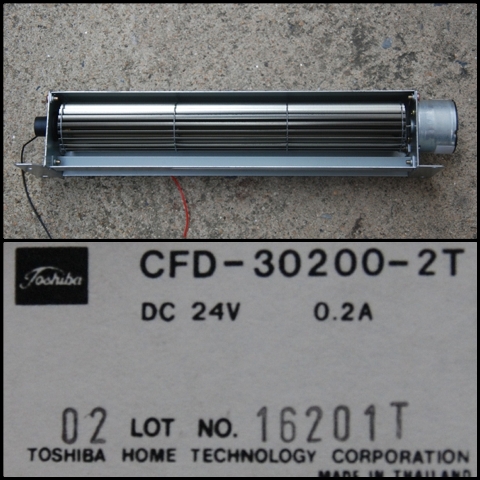 Toshiba
CFD-30200-2T
DC 24V 0.2A
02 LOT NO. 16201T
TOSHIBA HOME TECHNOLOGY CORPORATION
MADE IN THAILAND